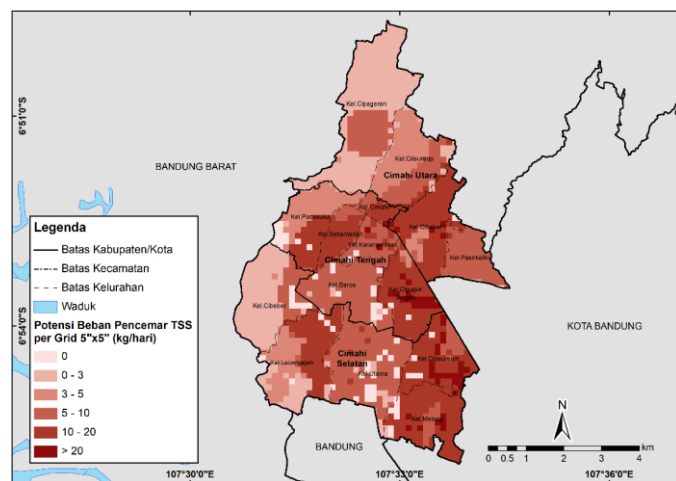 6°51'0"S
6°54'0"S
BANDUNG BARAT
KOTA BANDUNG
BANDUNG
Kel.Cipageran
Kel.Citeureup
Cimahi Utara
Kel.Padasuka
Kel.Cimahi
Kel.Cibabat
Kel.Setiamanah
Kel.Karangmekar
Kel.Pasirkaliki
Cimahi Tengah
Kel.Baros
Kel.Cigugur
Tengah
Kel.Cibeber
Kel.Leuwigajah
Cimahi
Selatan
Kel.Utama
Kel.Cibeureum
Kel.Melong
Legenda
Batas Kabupaten/Kota
Batas Kecamatan
Batas Kelurahan
Waduk
Potensi Beban Pencemar TSS
per Grid 5"x5" (kg/hari)
0
0 - 3
3 - 5
5 - 10
10 - 20
> 20
N
0 0.5 1 2 3 4
km
107°30'0"E
107°33'0"E
107°36'0"E